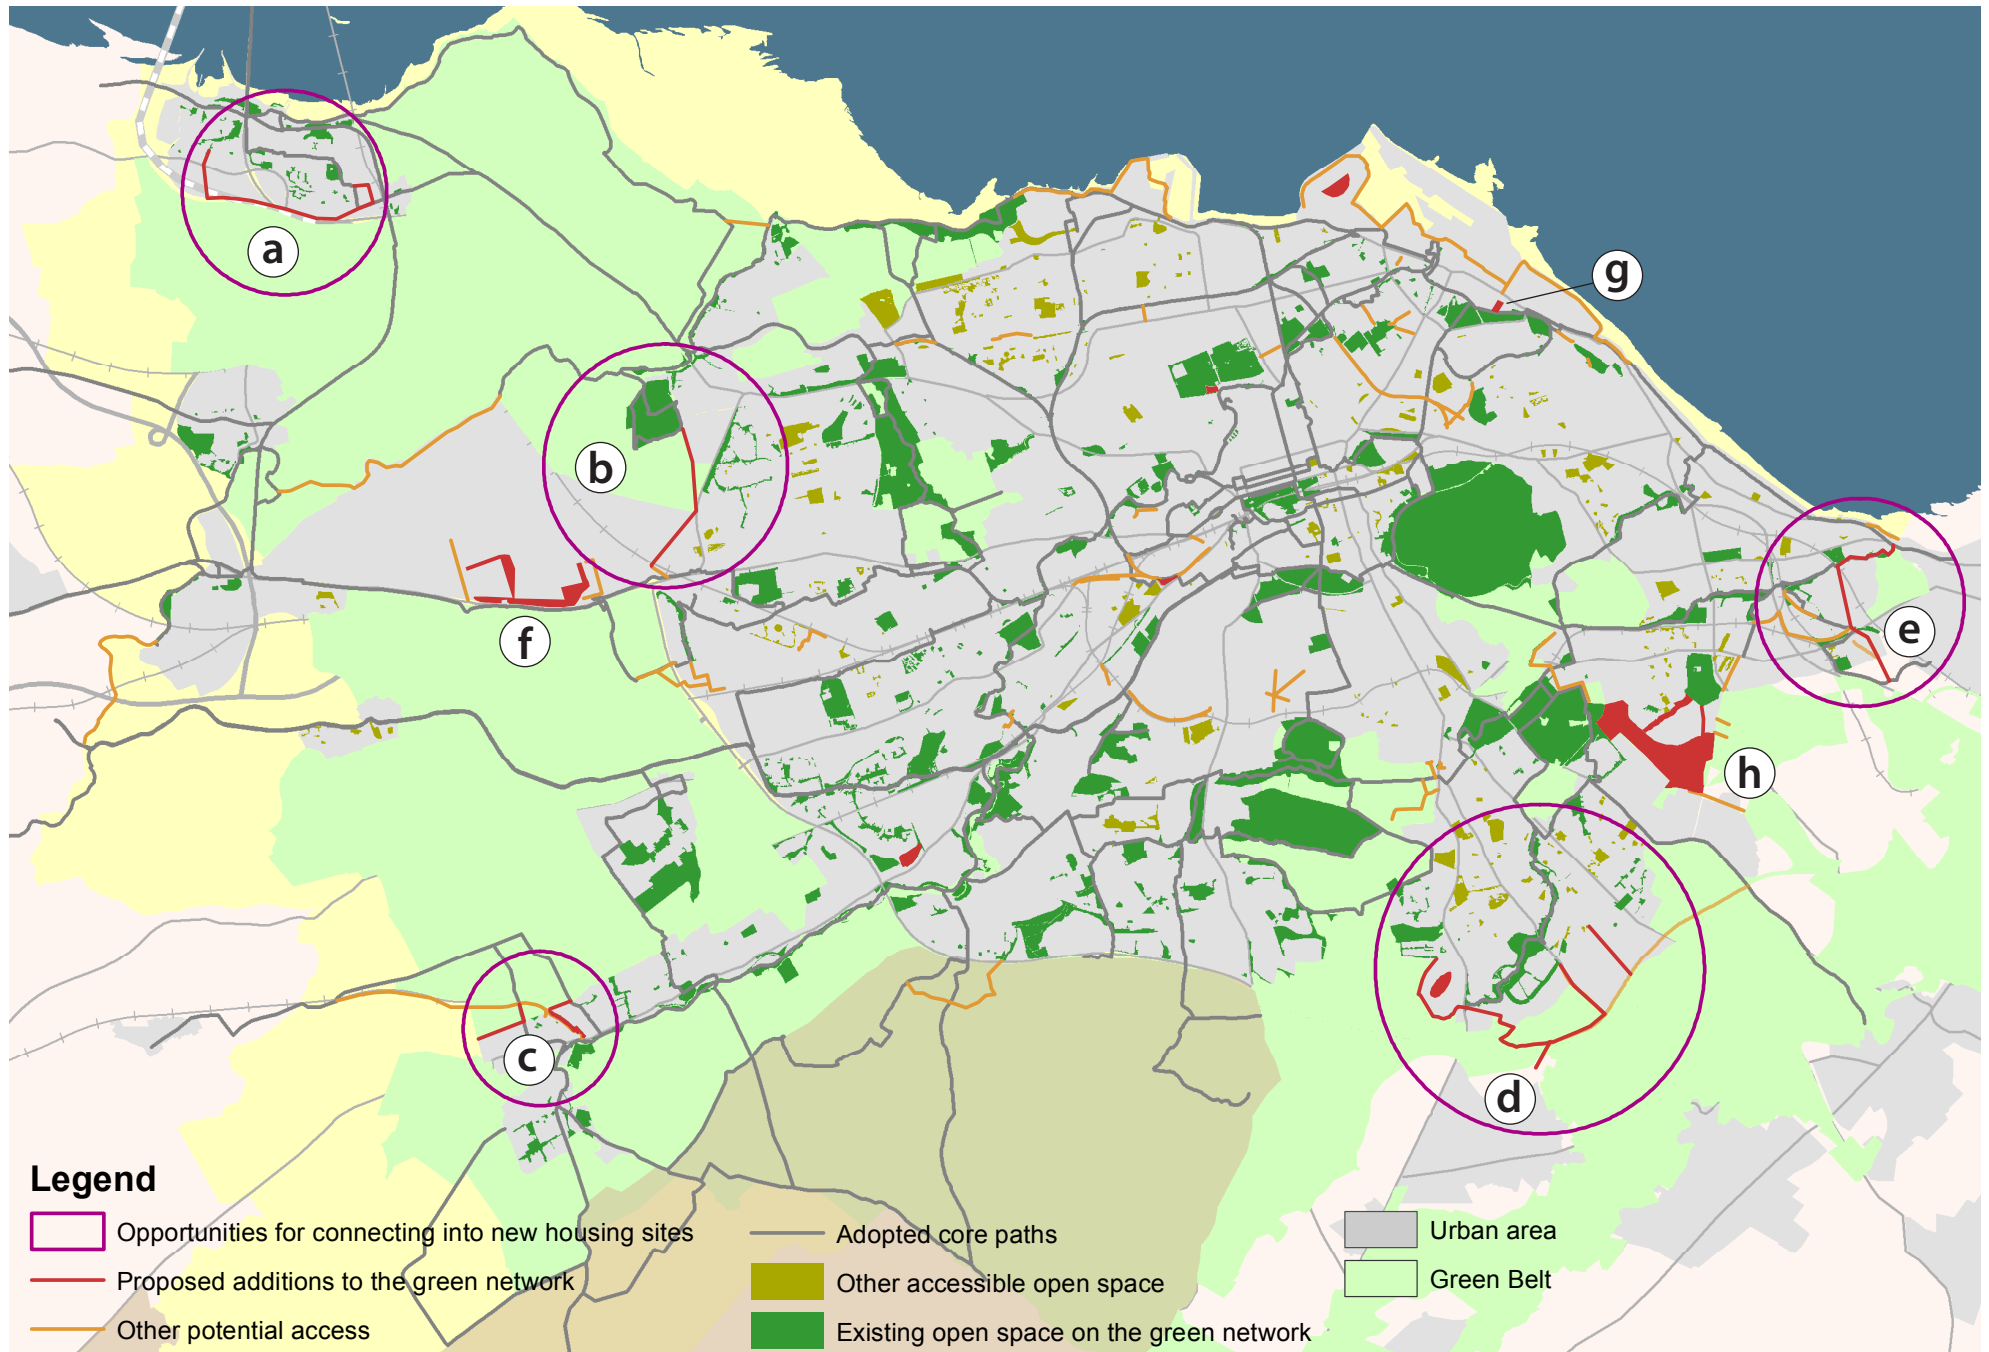 a
g
b
f
e
h
c
d
Legend
Opportunities for connecting into new housing sites
Proposed additions to the green network
Other potential access
Adopted core paths
Other accessible open space
Existing open space on the green network
Urban area
Green Belt